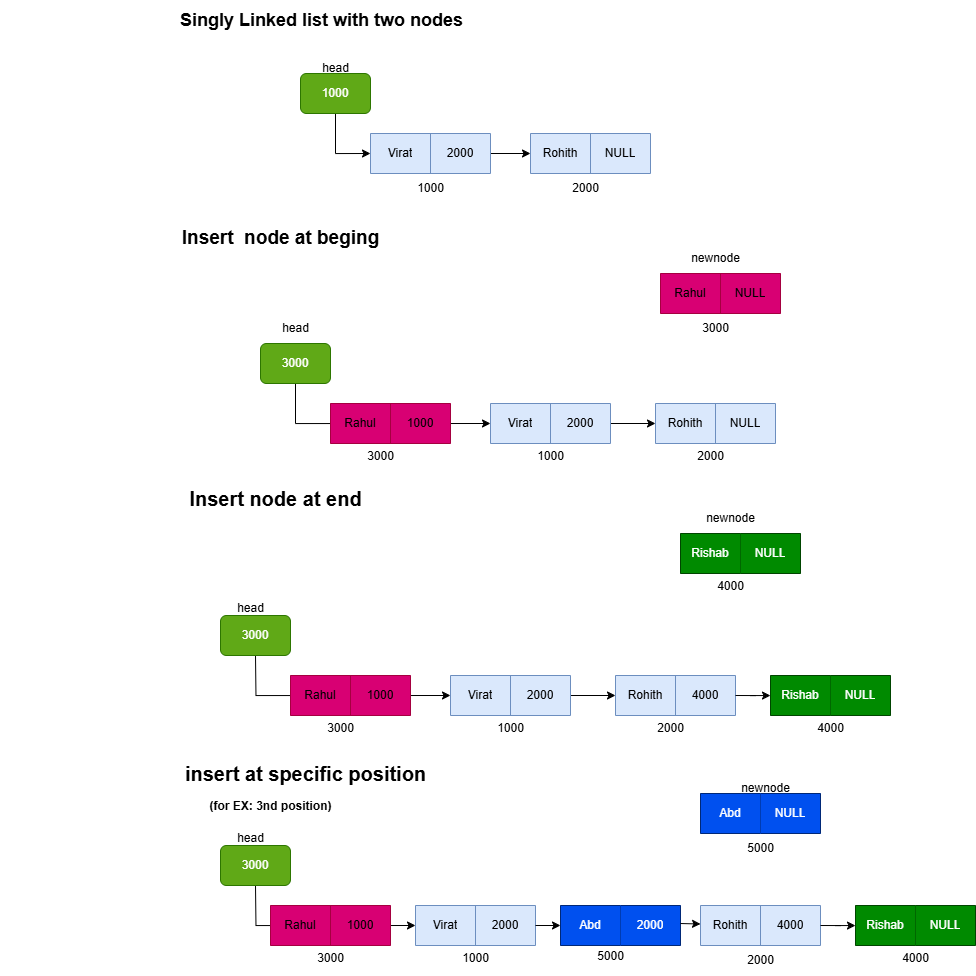 Singly Linked list with two nodes
head
1000
Virat 2000 Rohith NULL
1000 2000
Insert node at beging
newnode
Rahul NULL
3000
head
3000
Rahul 1000 Virat 2000 Rohith NULL
3000 1000 2000
Insert node at end
newnode
Rishab NULL
4000
head
3000
Rahul 1000 Virat 2000 Rohith 4000 Rishab NULL
3000 1000 2000 4000
insert at specific position
(for EX: 3nd position)
newnode
Abd NULL
5000
head
3000
Rahul 1000 Virat 2000 Abd 2000 Rohith 4000 Rishab NULL
3000 1000 5000 2000 4000